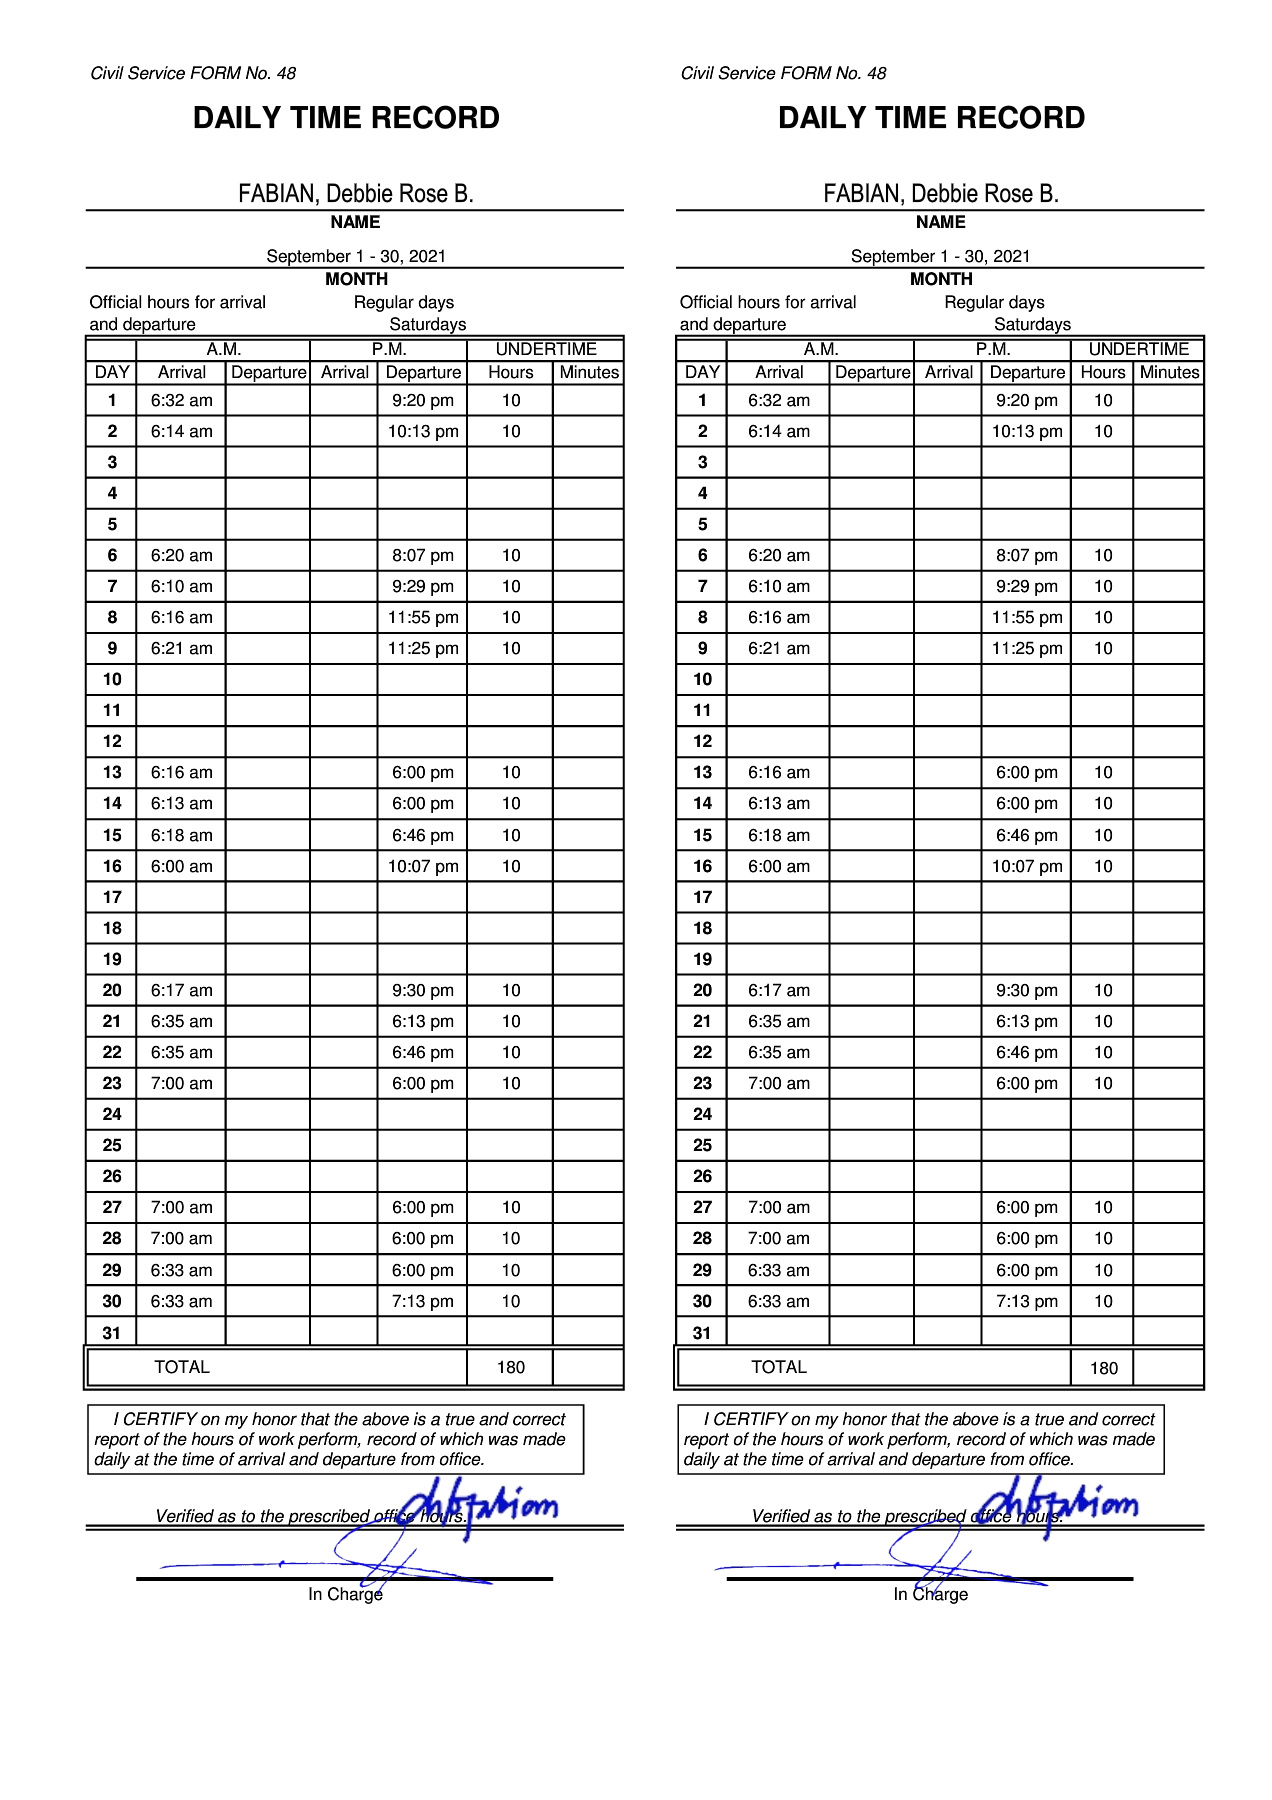 Civil Service FORM No. 48
DAILY TIME RECORD
FABIAN, Debbie Rose B.
NAME
September 1 - 30, 2021
MONTH
Official hours for arrival Regular days
and departure Saturdays
A.M. P.M. UNDERTIME
DAY Arrival Departure Arrival Departure Hours Minutes
1 6:32 am 9:20 pm 10
2 6:14 am 10:13 pm 10
3
4
5
6 6:20 am 8:07 pm 10
7 6:10 am 9:29 pm 10
8 6:16 am 11:55 pm 10
9 6:21 am 11:25 pm 10
10
11
12
13 6:16 am 6:00 pm 10
14 6:13 am 6:00 pm 10
15 6:18 am 6:46 pm 10
16 6:00 am 10:07 pm 10
17
18
19
20 6:17 am 9:30 pm 10
21 6:35 am 6:13 pm 10
22 6:35 am 6:46 pm 10
23 7:00 am 6:00 pm 10
24
25
26
27 7:00 am 6:00 pm 10
28 7:00 am 6:00 pm 10
29 6:33 am 6:00 pm 10
30 6:33 am 7:13 pm 10
31
TOTAL 180
I CERTIFY on my honor that the above is a true and correct
report of the hours of work perform, record of which was made
daily at the time of arrival and departure from office.
Verified as to the prescribed office hours.
In Charge
Civil Service FORM No. 48
DAILY TIME RECORD
FABIAN, Debbie Rose B.
NAME
September 1 - 30, 2021
MONTH
Official hours for arrival Regular days
and departure Saturdays
A.M. P.M. UNDERTIME
DAY Arrival Departure Arrival Departure Hours Minutes
1 6:32 am 9:20 pm 10
2 6:14 am 10:13 pm 10
3
4
5
6 6:20 am 8:07 pm 10
7 6:10 am 9:29 pm 10
8 6:16 am 11:55 pm 10
9 6:21 am 11:25 pm 10
10
11
12
13 6:16 am 6:00 pm 10
14 6:13 am 6:00 pm 10
15 6:18 am 6:46 pm 10
16 6:00 am 10:07 pm 10
17
18
19
20 6:17 am 9:30 pm 10
21 6:35 am 6:13 pm 10
22 6:35 am 6:46 pm 10
23 7:00 am 6:00 pm 10
24
25
26
27 7:00 am 6:00 pm 10
28 7:00 am 6:00 pm 10
29 6:33 am 6:00 pm 10
30 6:33 am 7:13 pm 10
31
TOTAL 180
I CERTIFY on my honor that the above is a true and correct
report of the hours of work perform, record of which was made
daily at the time of arrival and departure from office.
Verified as to the prescribed office hours.
In Charge